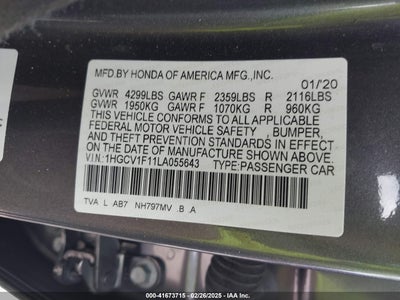 MFD.BY HONDA OF AMERICA MFG.,INC.
01/'20
GVWR 4299LBS GAWR F 2359LBS R 2116LBS
GVWR 1950KG GAWR F 1070KG R 960KG
THIS VEHICLE CONFORMS TO ALL APPLICABLE
FEDERAL MOTOR VEHICLE SAFETY , BUMPER,
AND THEFT PREVENTION STANDARDS IN EFFECT
ON THE DATE OF MANUFACTURE SHOWN ABOVE.
VIN:1HGCV1F11LA055643 TYPE:PASSENGER CAR
TVA L AB7 NH797MV .B .A
000-41673715 - 02/26/2025 - IAAI.COM